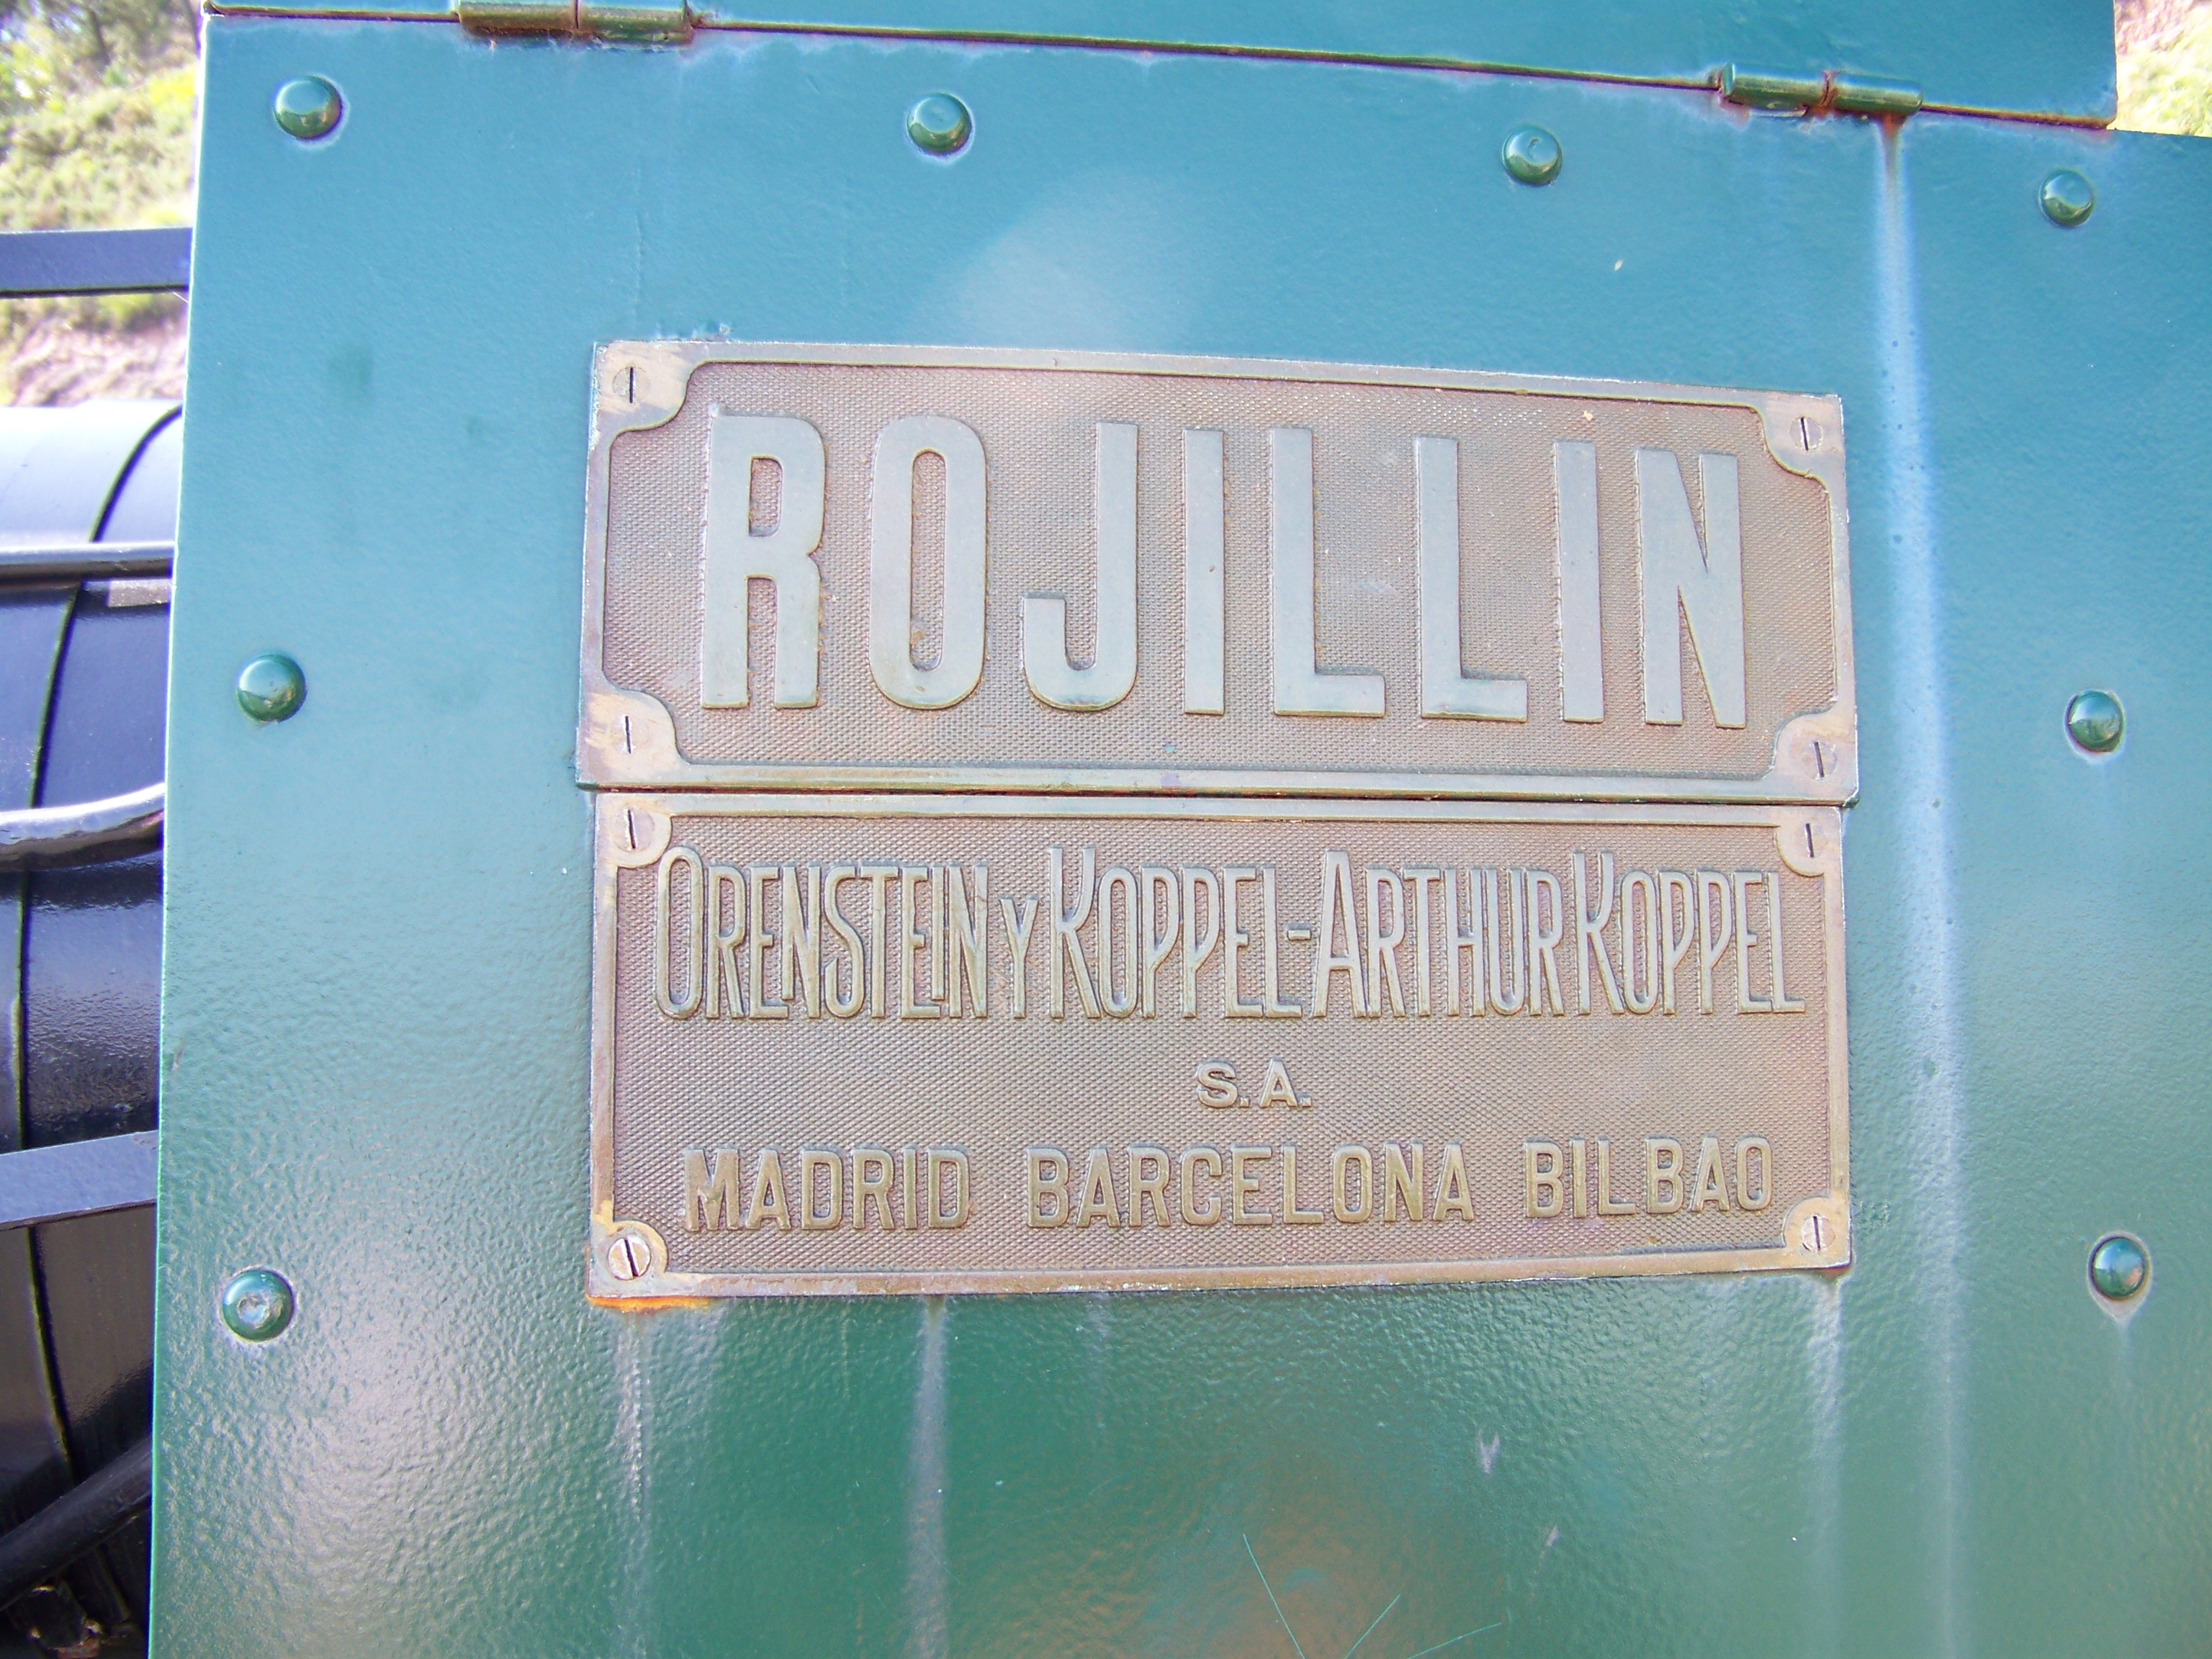 ROJILLIN
ORENSTEIN Y KOPPEL-ARTHUR KOPPEL
S.A.
MADRID BARCELONA BILBAO